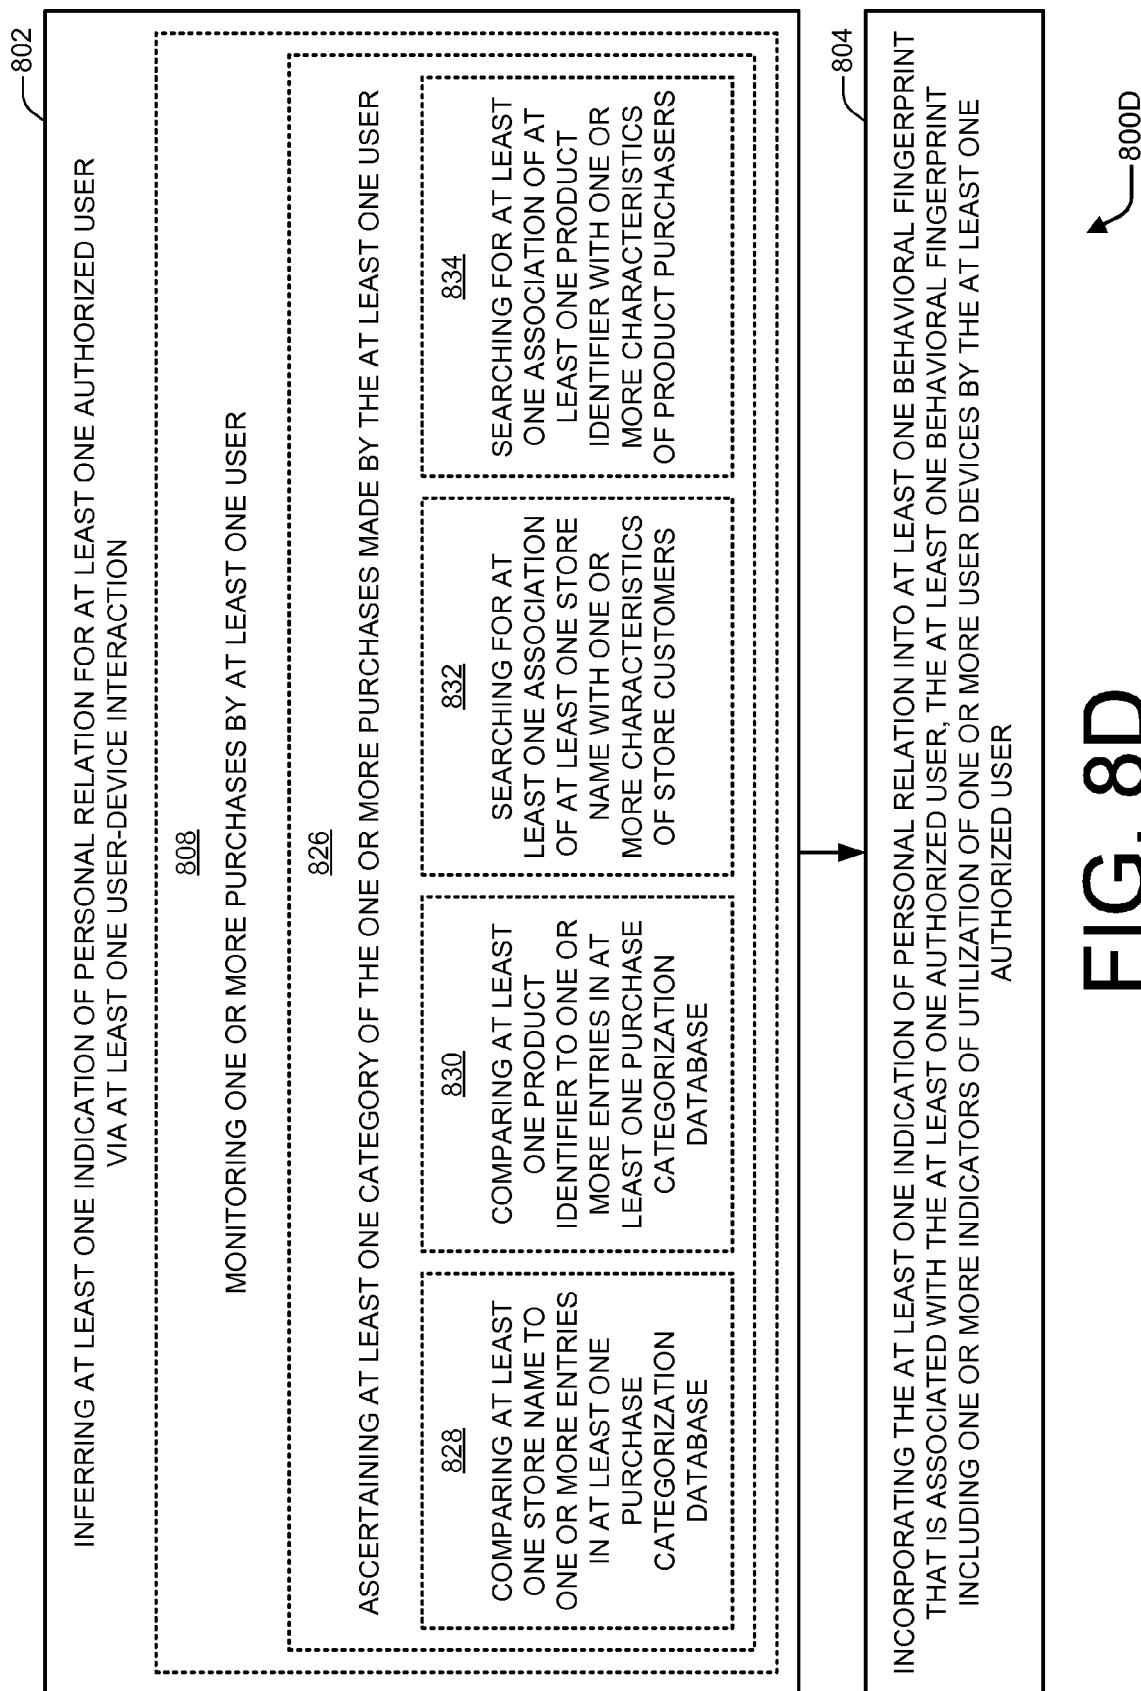 802
INFERRING AT LEAST ONE INDICATION OF PERSONAL RELATION FOR AT LEAST ONE AUTHORIZED USER
VIA AT LEAST ONE USER-DEVICE INTERACTION
808
MONITORING ONE OR MORE PURCHASES BY AT LEAST ONE USER
826
ASCERTAINING AT LEAST ONE CATEGORY OF THE ONE OR MORE PURCHASES MADE BY THE AT LEAST ONE USER
828
COMPARING AT LEAST
ONE STORE NAME TO
ONE OR MORE ENTRIES
IN AT LEAST ONE
PURCHASE
CATEGORIZATION
DATABASE
830
COMPARING AT LEAST
ONE PRODUCT
IDENTIFIER TO ONE OR
MORE ENTRIES IN AT
LEAST ONE PURCHASE
CATEGORIZATION
DATABASE
832
SEARCHING FOR AT
LEAST ONE ASSOCIATION
OF AT LEAST ONE STORE
NAME WITH ONE OR
MORE CHARACTERISTICS
OF STORE CUSTOMERS
834
SEARCHING FOR AT LEAST
ONE ASSOCIATION OF AT
LEAST ONE PRODUCT
IDENTIFIER WITH ONE OR
MORE CHARACTERISTICS
OF PRODUCT PURCHASERS
804
INCORPORATING THE AT LEAST ONE INDICATION OF PERSONAL RELATION INTO AT LEAST ONE BEHAVIORAL FINGERPRINT
THAT IS ASSOCIATED WITH THE AT LEAST ONE AUTHORIZED USER, THE AT LEAST ONE BEHAVIORAL FINGERPRINT
INCLUDING ONE OR MORE INDICATORS OF UTILIZATION OF ONE OR MORE USER DEVICES BY THE AT LEAST ONE
AUTHORIZED USER
800D
FIG. 8D